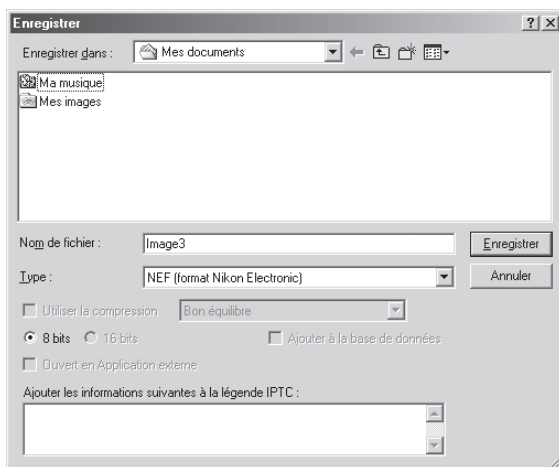 Enregistrer
Enregistrer dans : Mes documents
Ma musique
Mes images
Nom de fichier : Image3 Enregistrer
Type : NEF (format Nikon Electronic) Annuler
Utiliser la compression Bon équilibre
8 bits 16 bits Ajouter à la base de données
Ouvert en Application externe
Ajouter les informations suivantes à la légende IPTC :